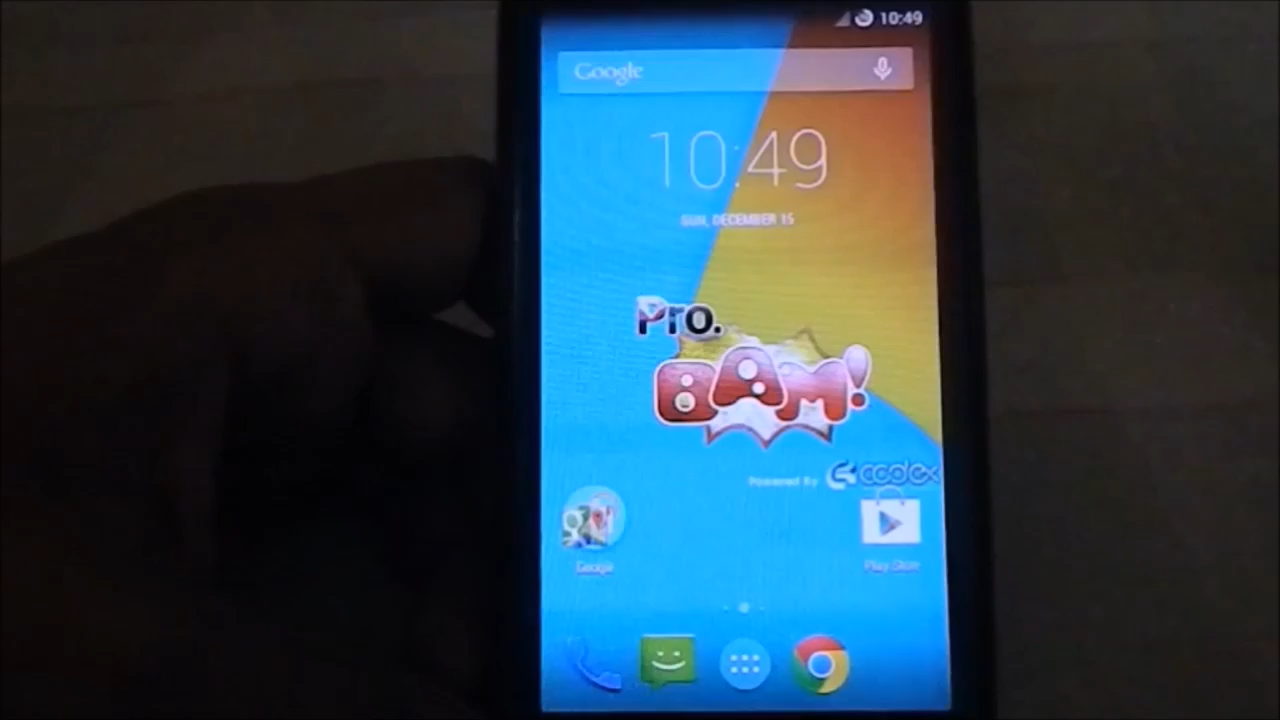 10:49
Google
10:49
SUN, DECEMBER 15
Pro.
BAM!
Powered By codex
Google
Play Store